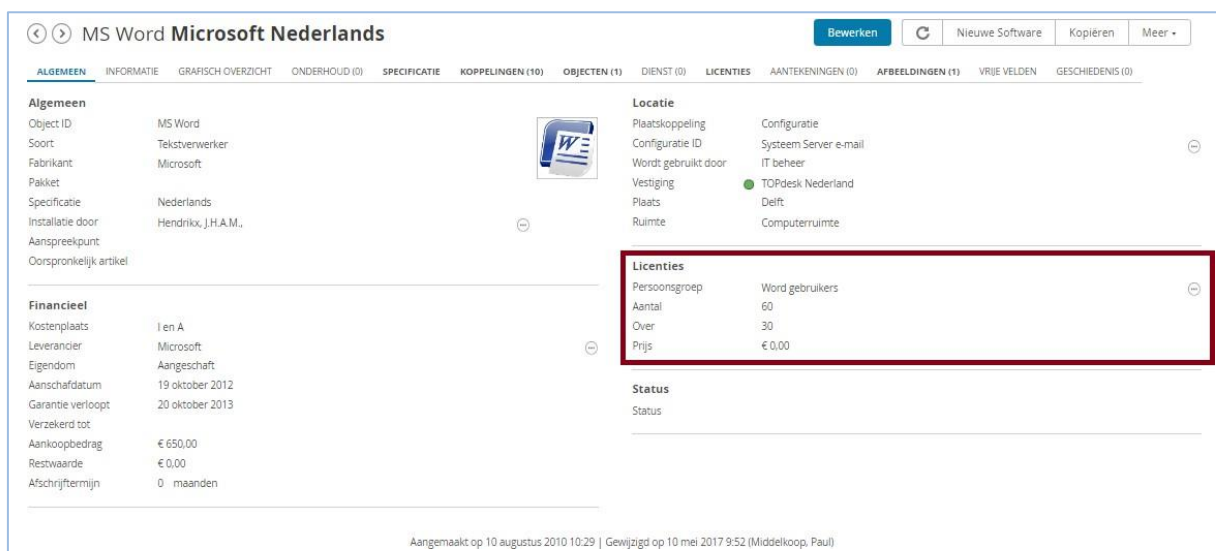 MS Word Microsoft Nederlands
Bewerken
Nieuwe Software
Kopiëren
Meer
ALGEMEEN INFORMATIE GRAFISCH OVERZICHT ONDERHOUD (0) SPECIFICATIE KOPPELINGEN (10) OBJECTEN (1) DIENST (0) LICENTIES AANTEKENINGEN (0) AFBEELDINGEN (1) VRIJE VELDEN GESCHIEDENIS (0)
Algemeen
Object ID MS Word
Soort Tekstverwerker
Fabrikant Microsoft
Pakket
Specificatie Nederlands
Installatie door Hendrikx, J.H.A.M.,
Aanspreekpunt
Oorspronkelijk artikel
W
Financieel
Kostenplaats I en A
Leverancier Microsoft
Eigendom Aangeschaft
Aanschafdatum 19 oktober 2012
Garantie verloopt 20 oktober 2013
Verzekerd tot
Aankoopbedrag € 650,00
Restwaarde € 0,00
Afschrijftermijn 0 maanden
Locatie
Plaatskoppeling Configuratie
Configuratie ID Systeem Server e-mail
Wordt gebruikt door IT beheer
Vestiging TOPdesk Nederland
Plaats Delft
Ruimte Computerruimte
Licenties
Persoonsgroep Word gebruikers
Aantal 60
Over 30
Prijs € 0,00
Status
Status
Aangemaakt op 10 augustus 2010 10:29 | Gewijzigd op 10 mei 2017 9:52 (Middelkoop, Paul)